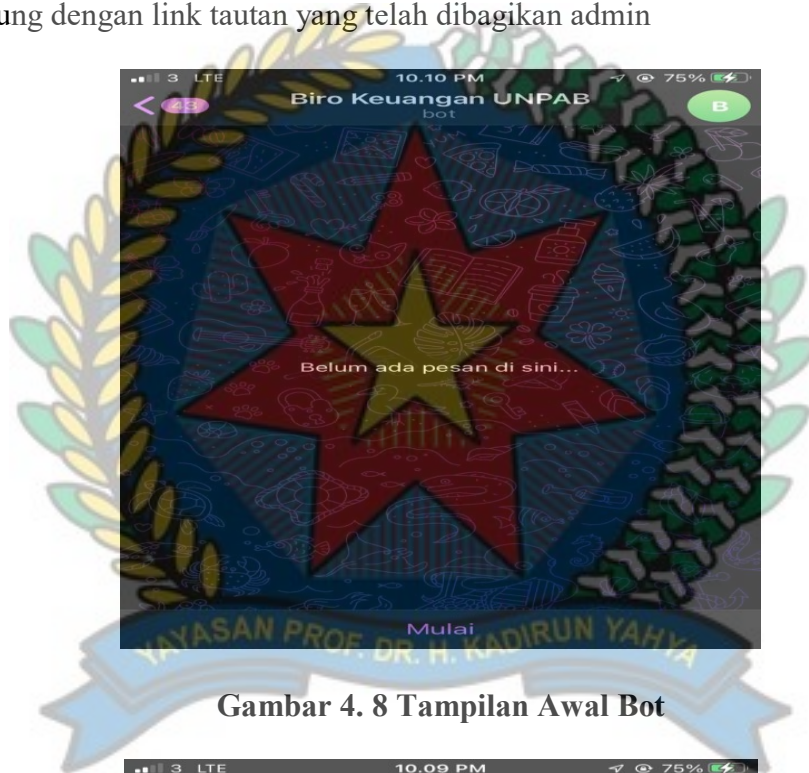 ung dengan link tautan yang telah dibagikan admin
3 LTE 10.10 PM 75%
43 Biro Keuangan UNPAB B
bot
Belum ada pesan di sini...
Mulai
YAYASAN PROF. DR. H. KADIRUN YAHYA
Gambar 4. 8 Tampilan Awal Bot
3 LTE 10.09 PM 75%